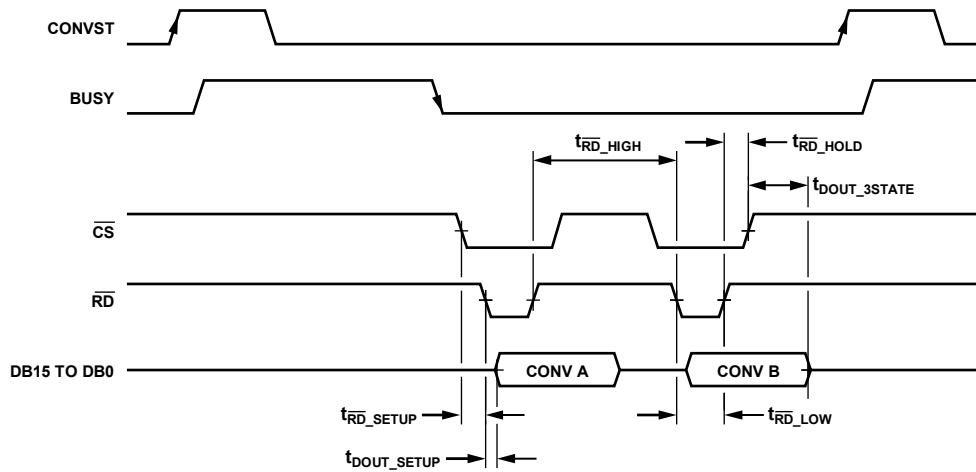 CONVST
BUSY
tRD_HIGH
tRD_HOLD
tDOUT_3STATE
CS
RD
DB15 TO DB0
CONV A
CONV B
tRD_SETUP
tRD_LOW
tDOUT_SETUP